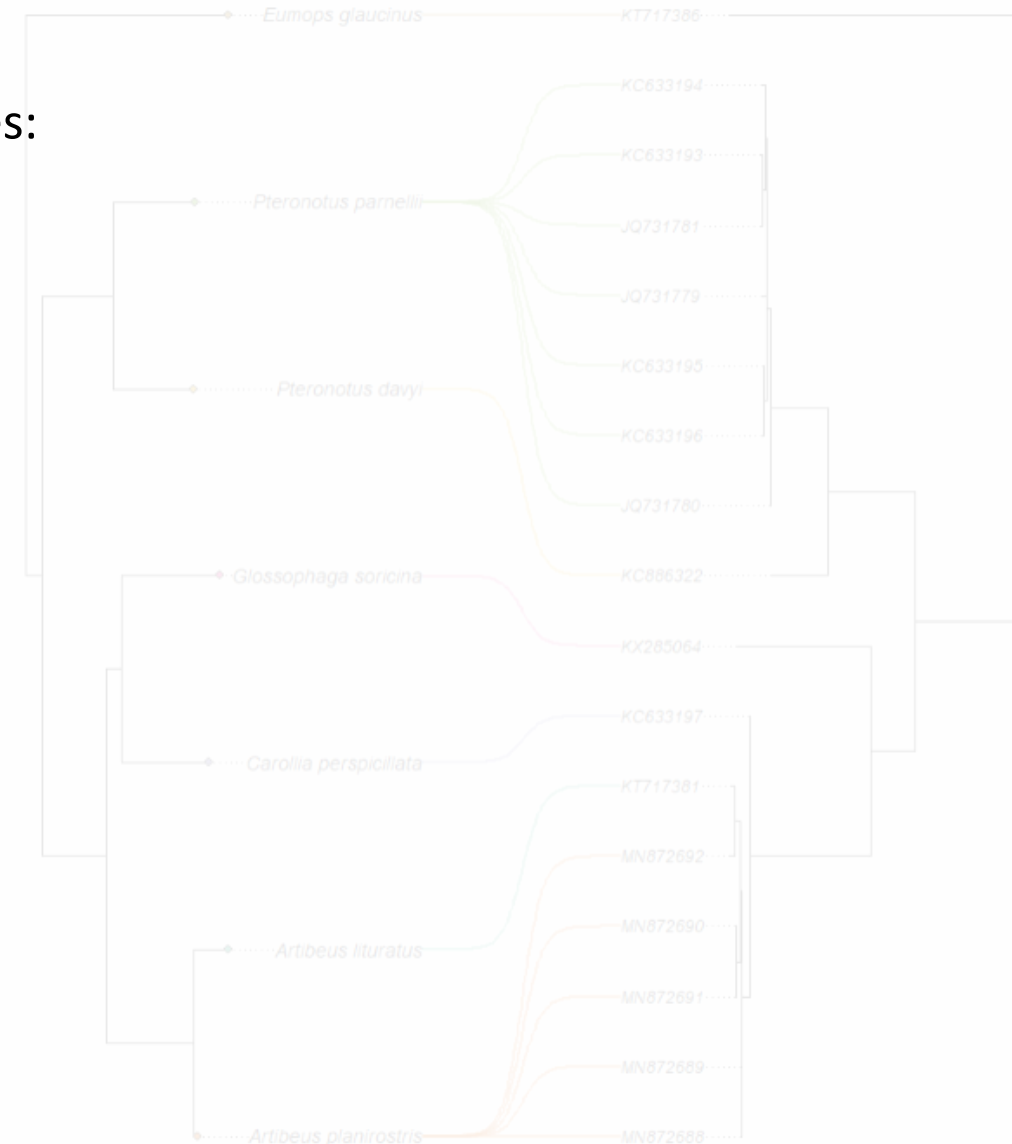 Eumops glaucinus KT717386
KC633194
s:
KC633193
Pteronotus parnellii
JQ731781
JQ731779
KC633195
Pteronotus davyi
KC633196
JQ731780
Glossophaga soricina KC886322
KX285064
KC633197
Carollia perspicillata
KT717381
MN872692
MN872690
Artibeus lituratus
MN872691
MN872689
Artibeus planirostris MN872688